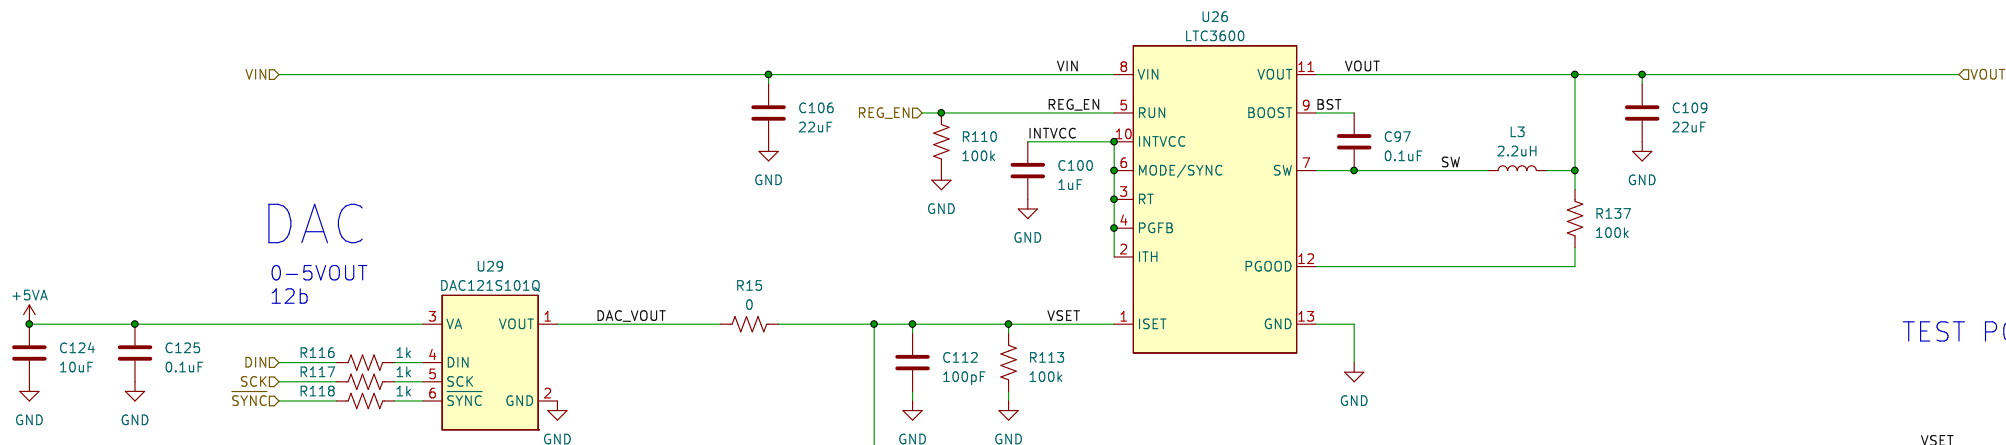 U26
LTC3600
VIN
VIN
8
VIN
VOUT
11
VOUT
VOUT
C106
22uF
GND
REG_EN
REG_EN
5
RUN
BOOST
9
BST
C109
22uF
GND
R110
100k
GND
INTVCC
10
INTVCC
C100
1uF
GND
6
MODE/SYNC
SW
7
SW
C97
0.1uF
L3
2.2uH
3
RT
4
PGFB
2
ITH
PGOOD
12
R137
100k
DAC
0-5VOUT
12b
U29
DAC121S101Q
+5VA
3
VA
VOUT
1
DAC_VOUT
R15
0
VSET
1
ISET
GND
13
GND
C124
10uF
GND
C125
0.1uF
GND
DIN
R116
1k
4
DIN
SCK
R117
1k
5
SCK
SYNC
R118
1k
6
SYNC
GND
2
GND
C112
100pF
GND
R113
100k
GND
TEST
VSET